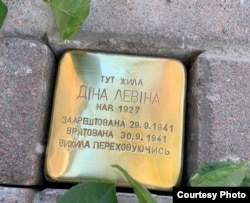 ТУТ ЖИЛА
ДІНА ЛЕВІНА
НАР. 1927
ЗААРЕШТОВАНА 29.9.1941
ВРЯТОВАНА 30.9.1941
ВИЖИЛА ПЕРЕХОВУЮЧИСЬ
Courtesy Photo